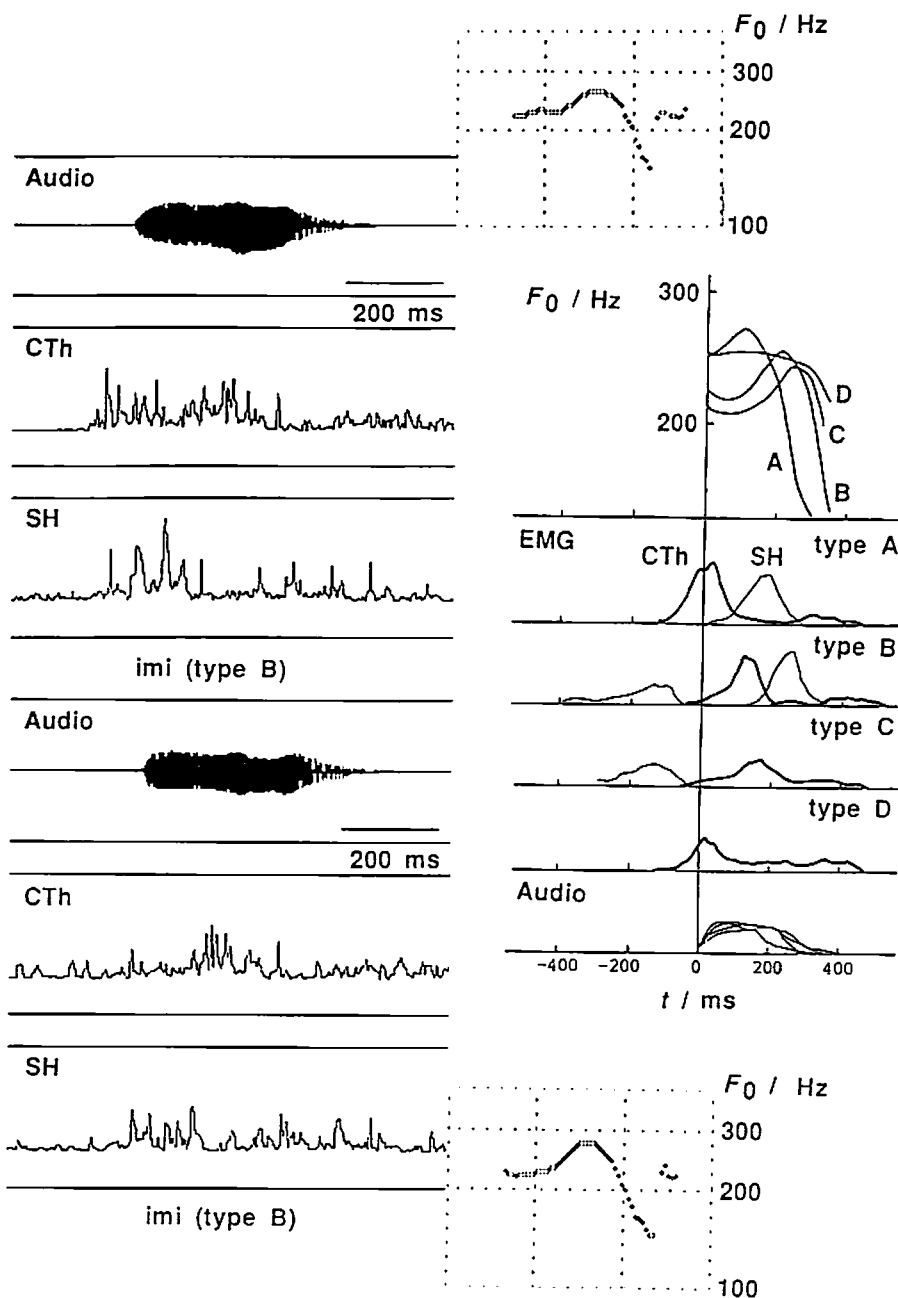 F0 / Hz
300
200
100
Audio
200 ms
CTh
SH
imi (type B)
Audio
200 ms
CTh
SH
imi (type B)
F0 / Hz
300
200
D
C
A
B
EMG
type A
CTh
SH
type B
type C
type D
Audio
−400 −200 0 200 400
t / ms
F0 / Hz
300
200
100